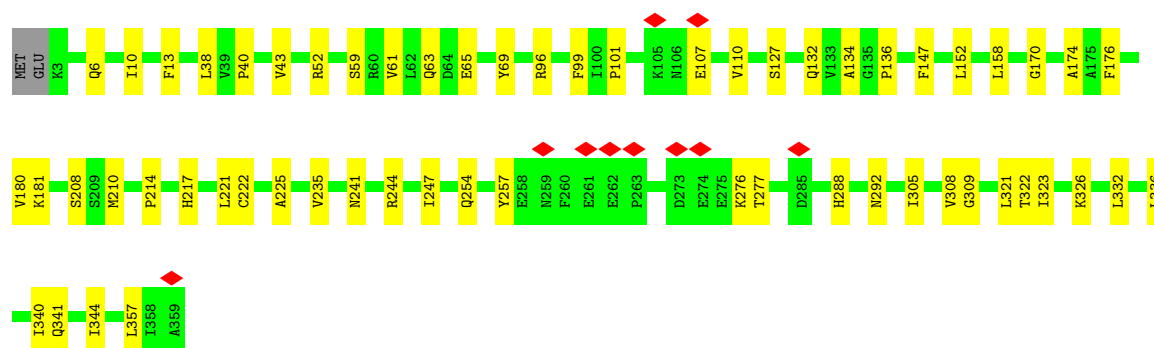 MET GLU K3 Q6 I10 F13 L38 V39 P40 V43 R52 S59 R60 V61 L62 Q63 D64 E65 Y69 R96 F99 I100 P101 K105 N106 E107 V110 S127 Q132 V133 A134 G135 P136 F147 L152 L158 G170 A174 A175 F176
V180 K181 S208 S209 M210 P214 H217 L221 C222 A225 V235 N241 R244 I247 Q254 Y257 E258 N259 F260 E261 E262 P263 D273 E274 E275 K276 T277 D285 H288 N292 I305 V308 G309 L321 T322 I323 K326 L332
I340 Q341 I344 L357 I358 A359